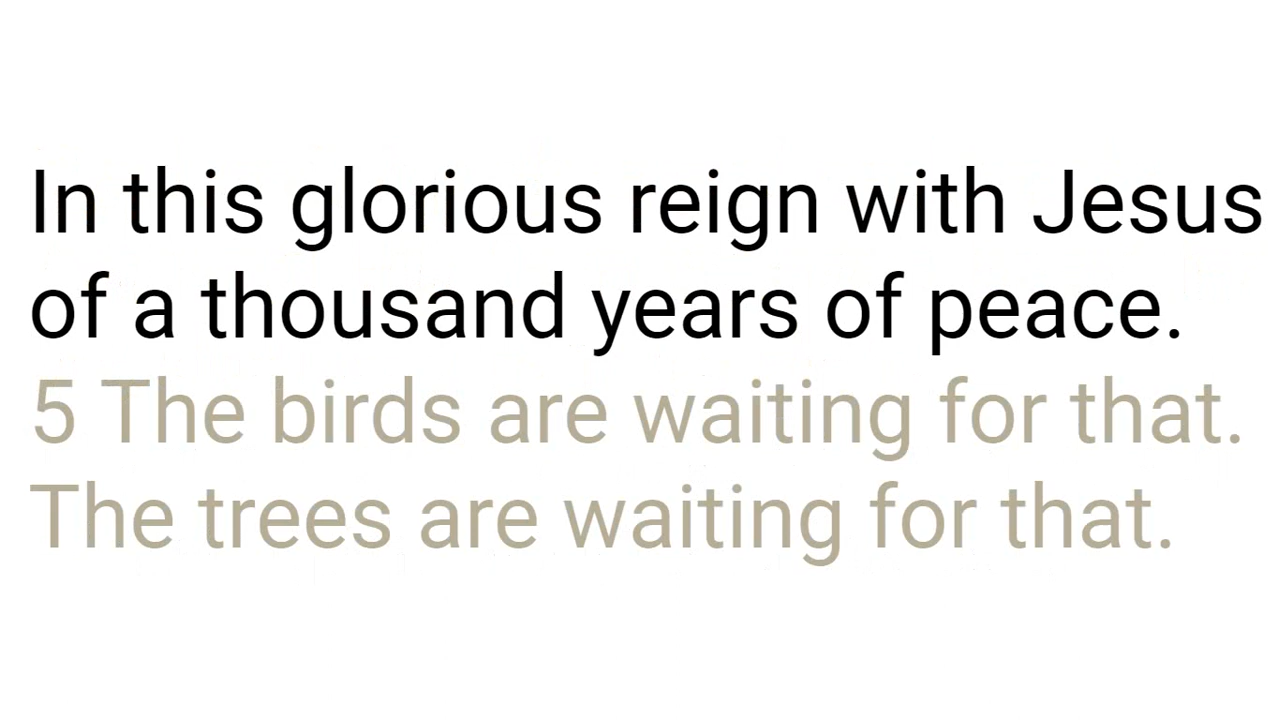 In this glorious reign with Jesus
of a thousand years of peace.
5 The birds are waiting for that.
The trees are waiting for that.